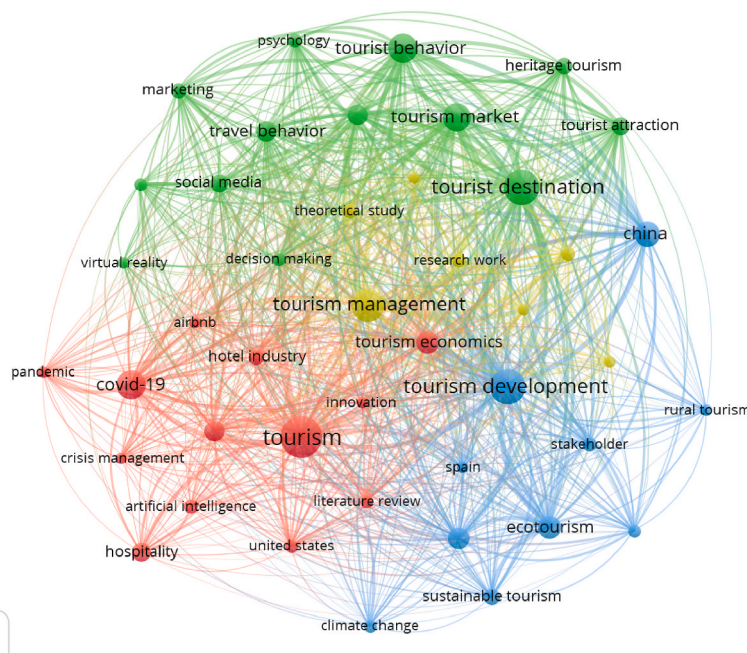 psychology
tourist behavior
heritage tourism
marketing
tourism market
tourist attraction
travel behavior
social media
tourist destination
theoretical study
china
virtual reality
decision making
research work
tourism management
airbnb
tourism economics
hotel industry
pandemic
covid-19
tourism development
innovation
rural tourism
tourism
stakeholder
crisis management
spain
literature review
artificial intelligence
ecotourism
hospitality
united states
sustainable tourism
climate change